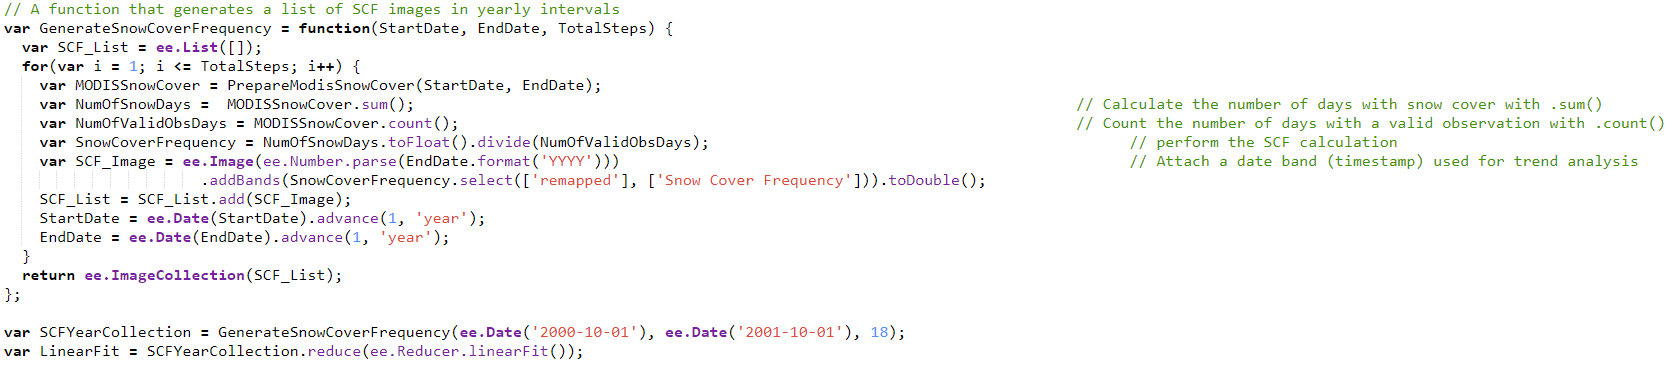 // A function that generates a list of SCF images in yearly intervals
var GenerateSnowCoverFrequency = function(StartDate, EndDate, TotalSteps) {
  var SCF_List = ee.List([]);
  for(var i = 1; i <= TotalSteps; i++) {
    var MODISSnowCover = PrepareModisSnowCover(StartDate, EndDate);
    var NumOfSnowDays =  MODISSnowCover.sum(); // Calculate the number of days with snow cover with .sum()
    var NumOfValidObsDays = MODISSnowCover.count(); // Count the number of days with a valid observation with .count()
    var SnowCoverFrequency = NumOfSnowDays.toFloat().divide(NumOfValidObsDays); // perform the SCF calculation
    var SCF_Image = ee.Image(ee.Number.parse(EndDate.format('YYYY'))) // Attach a date band (timestamp) used for trend analysis
                      .addBands(SnowCoverFrequency.select(['remapped'], ['Snow Cover Frequency'])).toDouble();
    SCF_List = SCF_List.add(SCF_Image);
    StartDate = ee.Date(StartDate).advance(1, 'year');
    EndDate = ee.Date(EndDate).advance(1, 'year');
  }
  return ee.ImageCollection(SCF_List);
};
var SCFYearCollection = GenerateSnowCoverFrequency(ee.Date('2000-10-01'), ee.Date('2001-10-01'), 18);
var LinearFit = SCFYearCollection.reduce(ee.Reducer.linearFit());